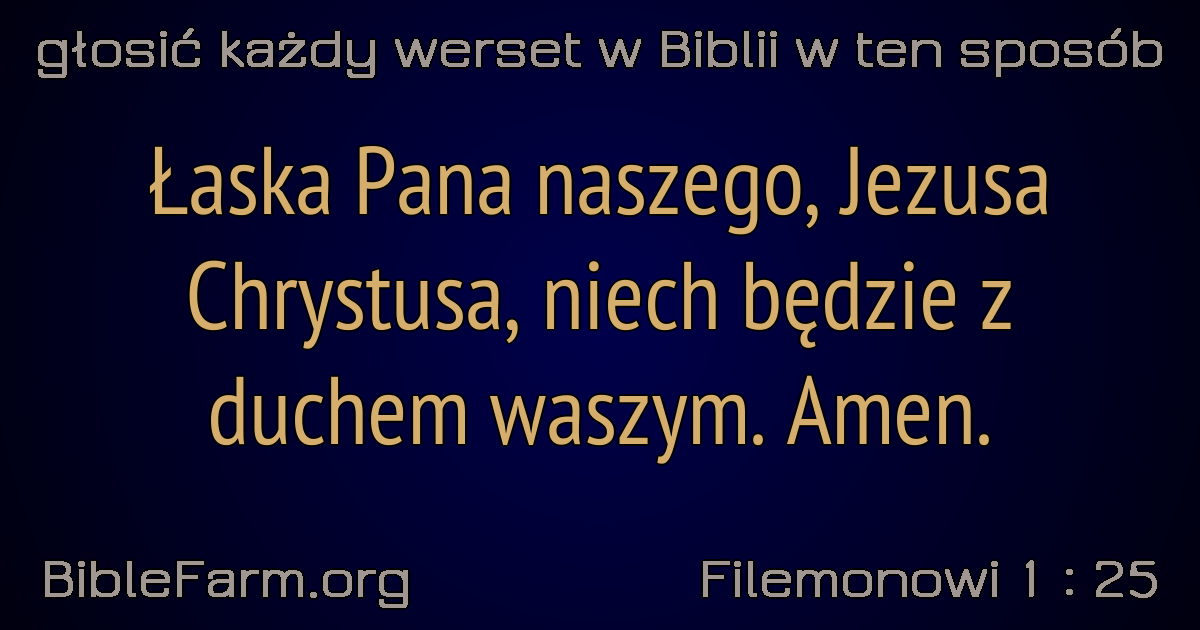 głosić każdy werset w Biblii w ten sposób
Łaska Pana naszego, Jezusa
Chrystusa, niech będzie z
duchem waszym. Amen.
BibleFarm.org
Filemonowi 1 : 25